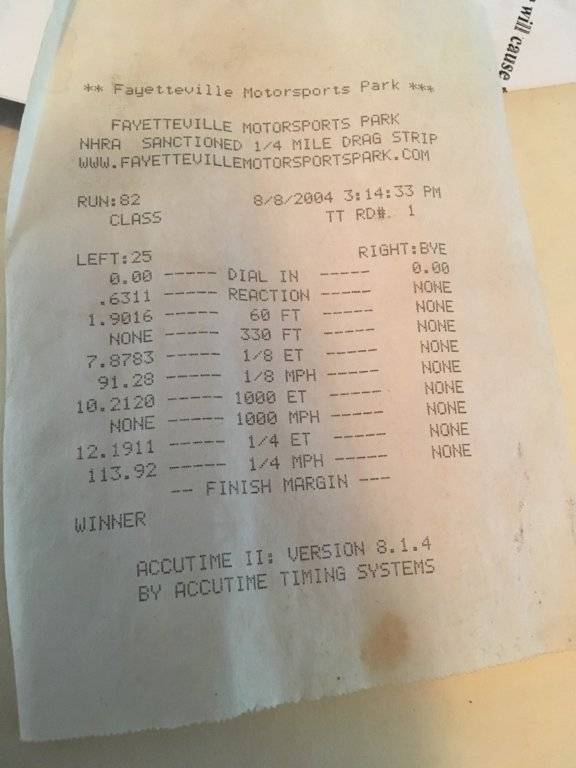 will cause
** Fayetteville Motorsports Park ***
FAYETTEVILLE MOTORSPORTS PARK
NHRA SANCTIONED 1/4 MILE DRAG STRIP
WWW.FAYETTEVILLEMOTORSPORTSPARK.COM
RUN:82 8/8/2004 3:14:33 PM
CLASS TT RD#. 1
LEFT:25 RIGHT:BYE
0.00 ----- DIAL IN ----- 0.00
.6311 ----- REACTION ----- NONE
1.9016 ----- 60 FT ----- NONE
NONE ----- 330 FT ----- NONE
7.8783 ----- 1/8 ET ----- NONE
91.28 ----- 1/8 MPH ----- NONE
10.2120 ----- 1000 ET ----- NONE
NONE ----- 1000 MPH ----- NONE
12.1911 ----- 1/4 ET ----- NONE
113.92 ----- 1/4 MPH ----- NONE
-- FINISH MARGIN ---
WINNER
ACCUTIME II: VERSION 8.1.4
BY ACCUTIME TIMING SYSTEMS